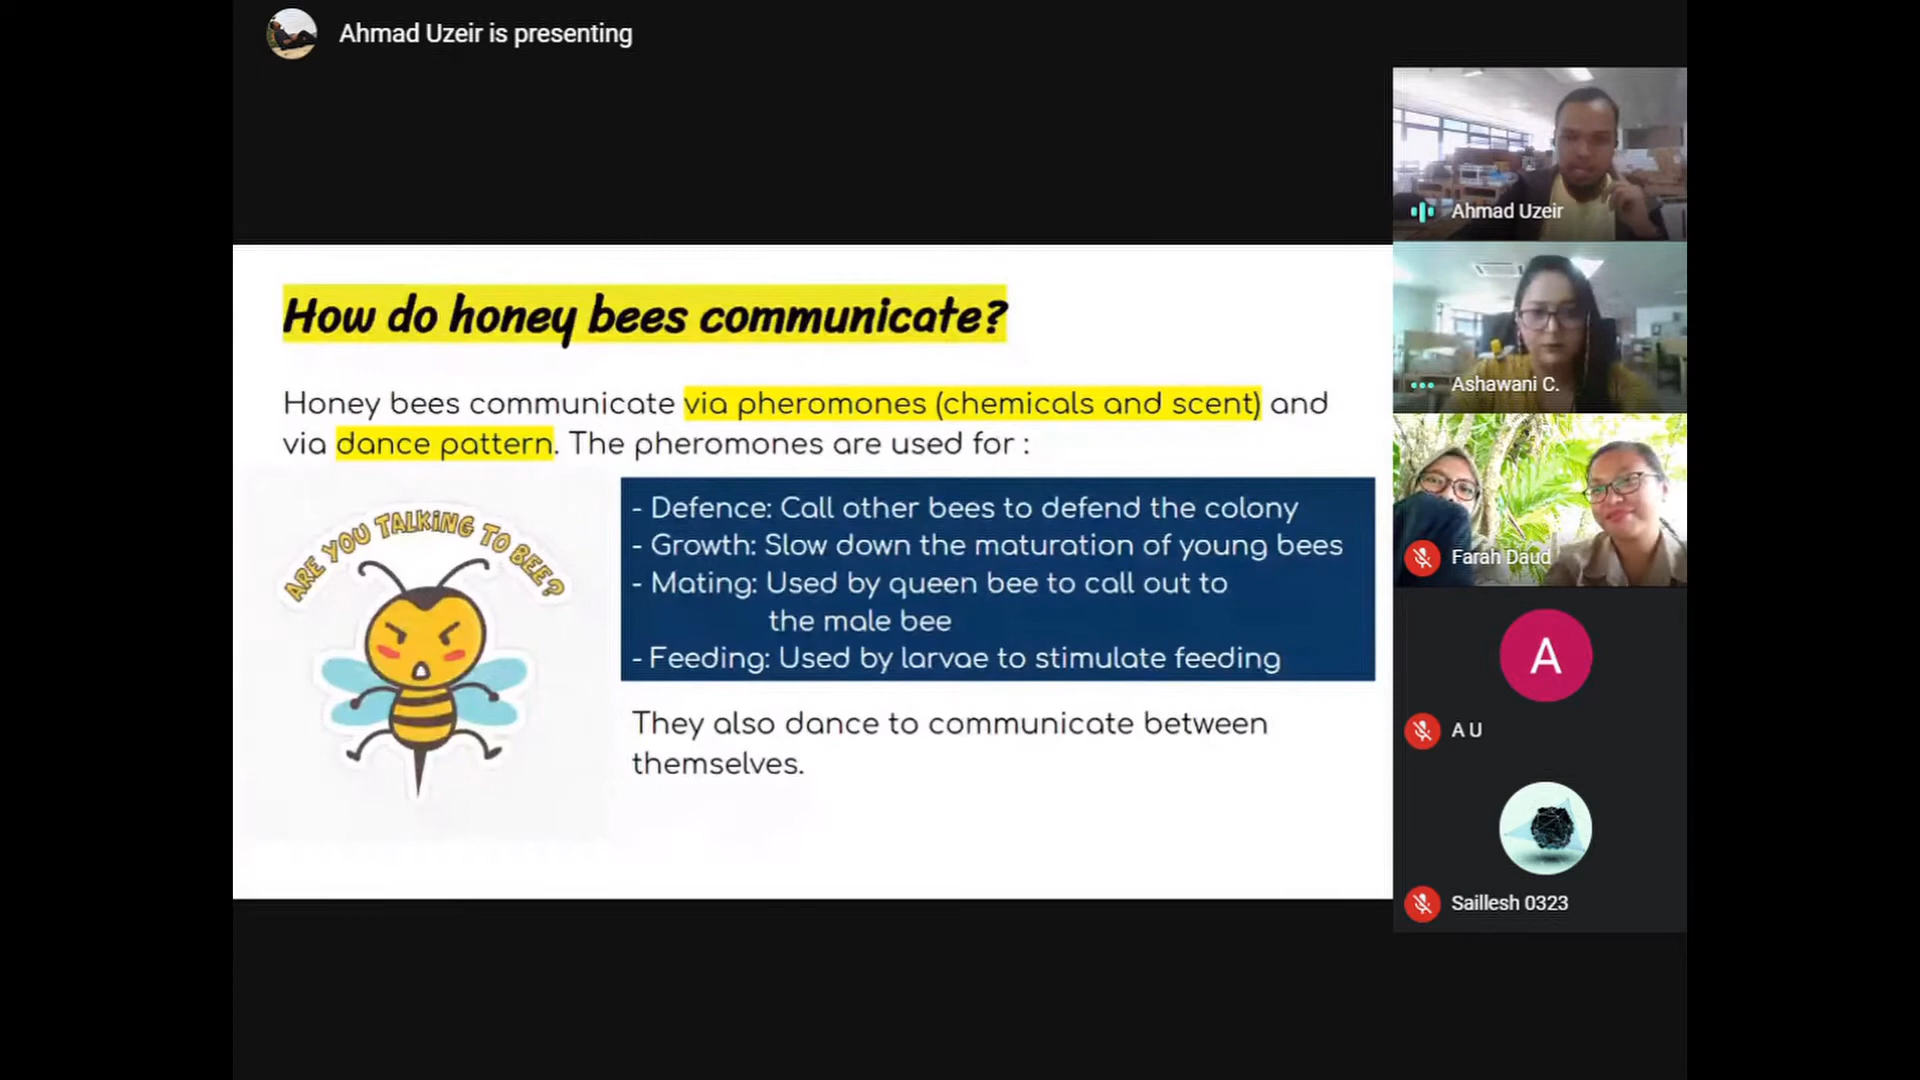 Ahmad Uzeir is presenting
How do honey bees communicate?
Honey bees communicate via pheromones (chemicals and scent) and
via dance pattern. The pheromones are used for :
ARE YOU TALKING TO BEE?
- Defence: Call other bees to defend the colony
- Growth: Slow down the maturation of young bees
- Mating: Used by queen bee to call out to
the male bee
- Feeding: Used by larvae to stimulate feeding
They also dance to communicate between
themselves.
Ahmad Uzeir
Ashawani C.
Farah Daud
A
A U
Saillesh 0323